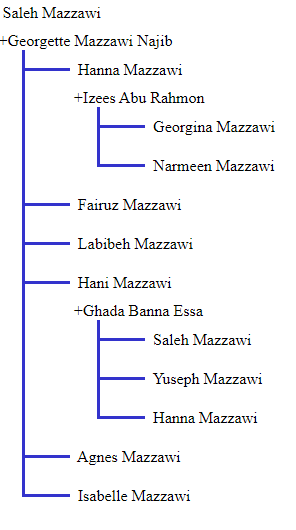 Saleh Mazzawi
+Georgette Mazzawi Najib
Hanna Mazzawi
+Izees Abu Rahmon
Georgina Mazzawi
Narmeen Mazzawi
Fairuz Mazzawi
Labibeh Mazzawi
Hani Mazzawi
+Ghada Banna Essa
Saleh Mazzawi
Yuseph Mazzawi
Hanna Mazzawi
Agnes Mazzawi
Isabelle Mazzawi